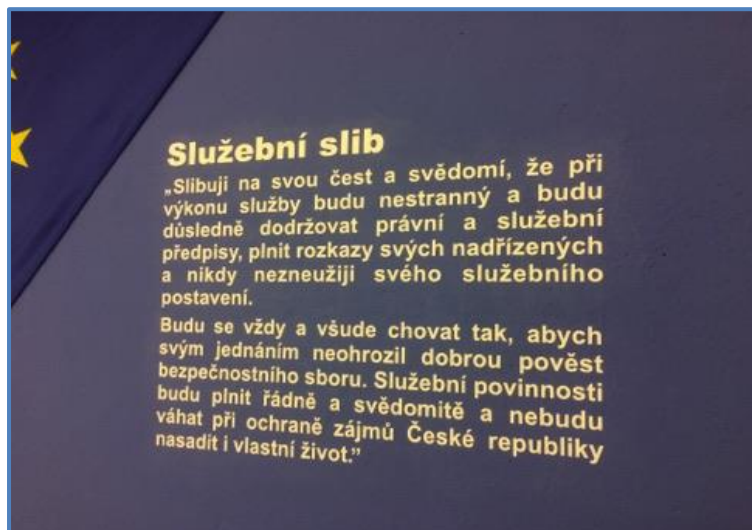 Služební slib
„Slibuji na svou čest a svědomí, že při
výkonu služby budu nestranný a budu
důsledně dodržovat právní a služební
předpisy, plnit rozkazy svých nadřízených
a nikdy nezneužiji svého služebního
postavení.
Budu se vždy a všude chovat tak, abych
svým jednáním neohrozil dobrou pověst
bezpečnostního sboru. Služební povinnosti
budu plnit řádně a svědomitě a nebudu
váhat při ochraně zájmů České republiky
nasadit i vlastní život.”